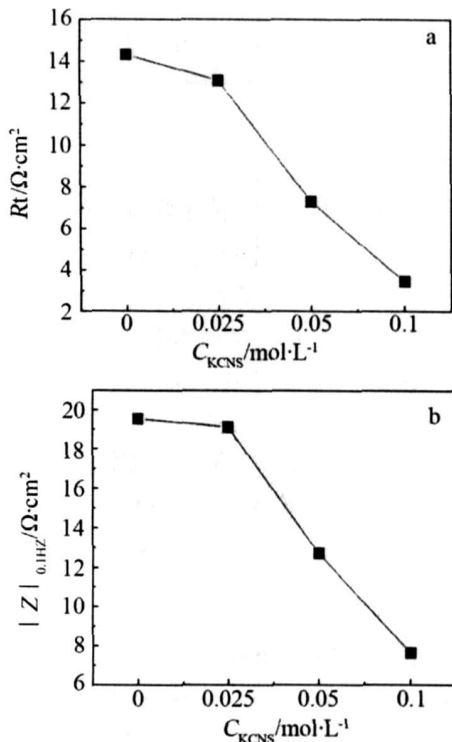 a
16
14
12
10
8
6
4
2
Rt/Ω·cm²
0 0.025 0.05 0.1
C_KCNS/mol·L⁻¹
b
20
18
16
14
12
10
8
6
|Z|_0.1HZ/Ω·cm²
0 0.025 0.05 0.1
C_KCNS/mol·L⁻¹